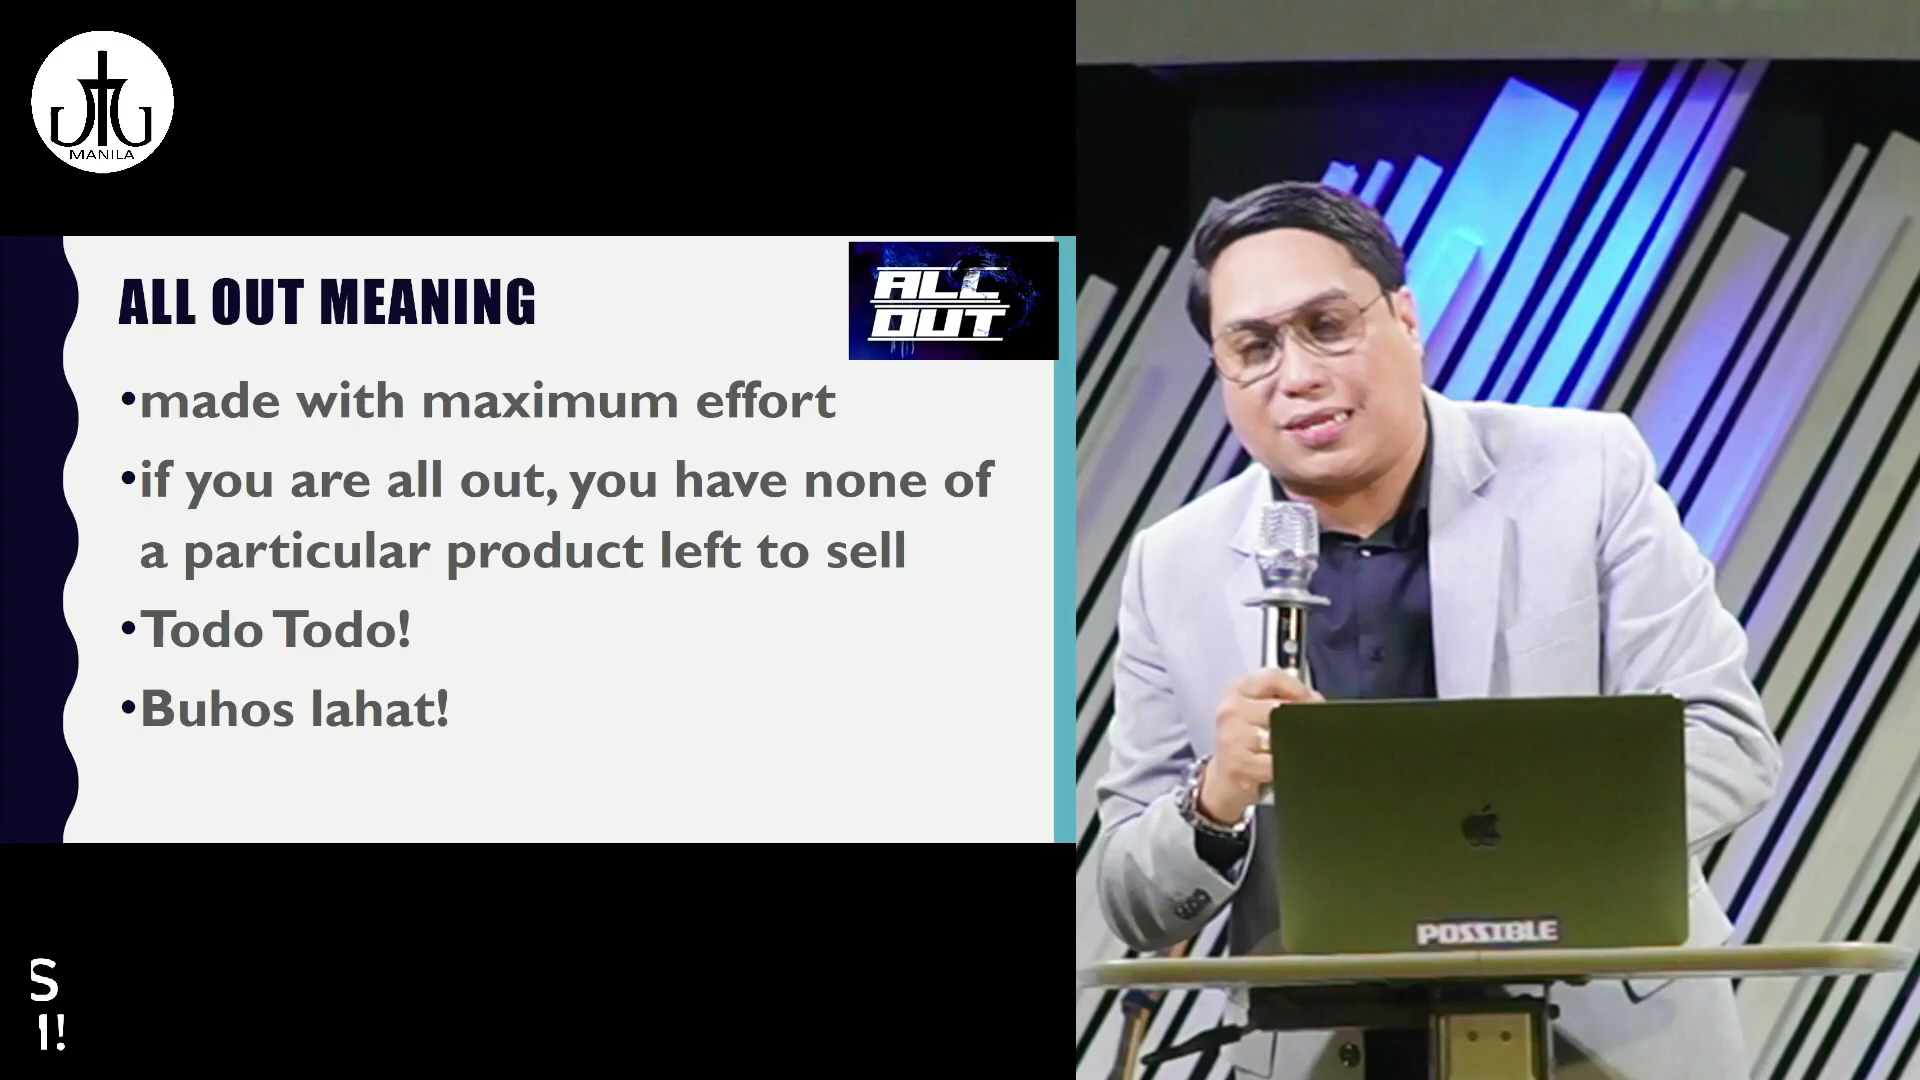 MANILA
ALL OUT MEANING
ALL
OUT
•made with maximum effort
•if you are all out, you have none of
a particular product left to sell
•Todo Todo!
•Buhos lahat!
POSSIBLE
S
1!